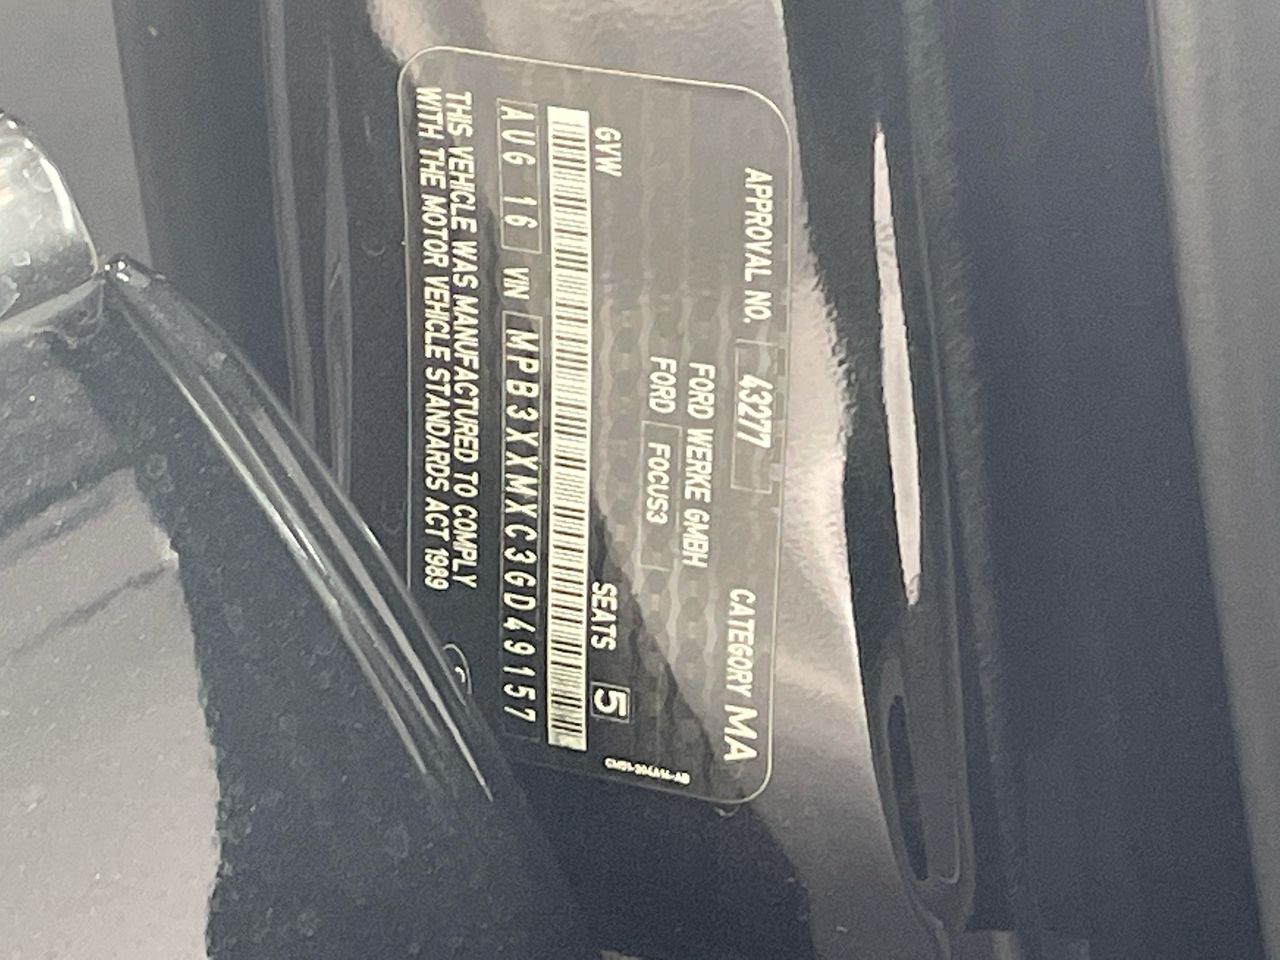 APPROVAL NO. 43277 CATEGORY MA
FORD WERKE GMBH
FORD FOCUS3
GVW SEATS 5
AUG 16 VIN MPB3XXMXC3GD49157
THIS VEHICLE WAS MANUFACTURED TO COMPLY
WITH THE MOTOR VEHICLE STANDARDS ACT 1989